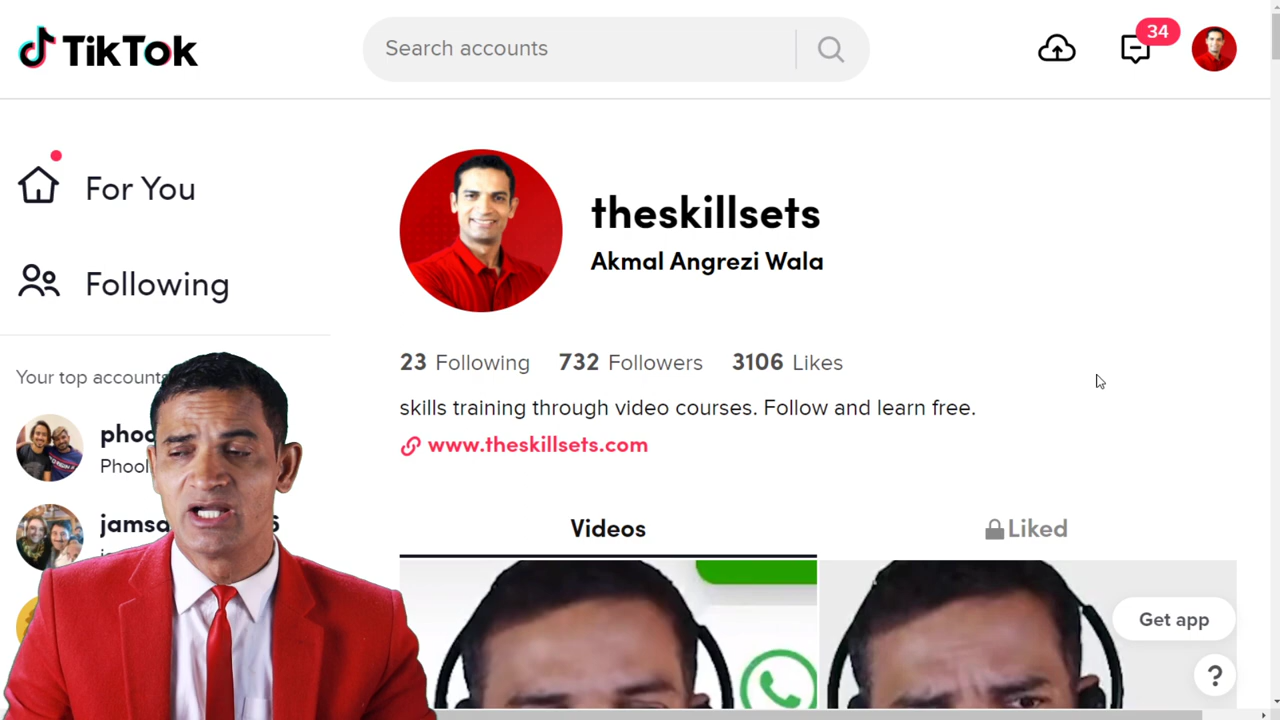 TikTok
Search accounts
34
For You
Following
Your top accounts
theskillsets
Akmal Angrezi Wala
23 Following 732 Followers 3106 Likes
skills training through video courses. Follow and learn free.
www.theskillsets.com
Videos
Liked
Get app
?